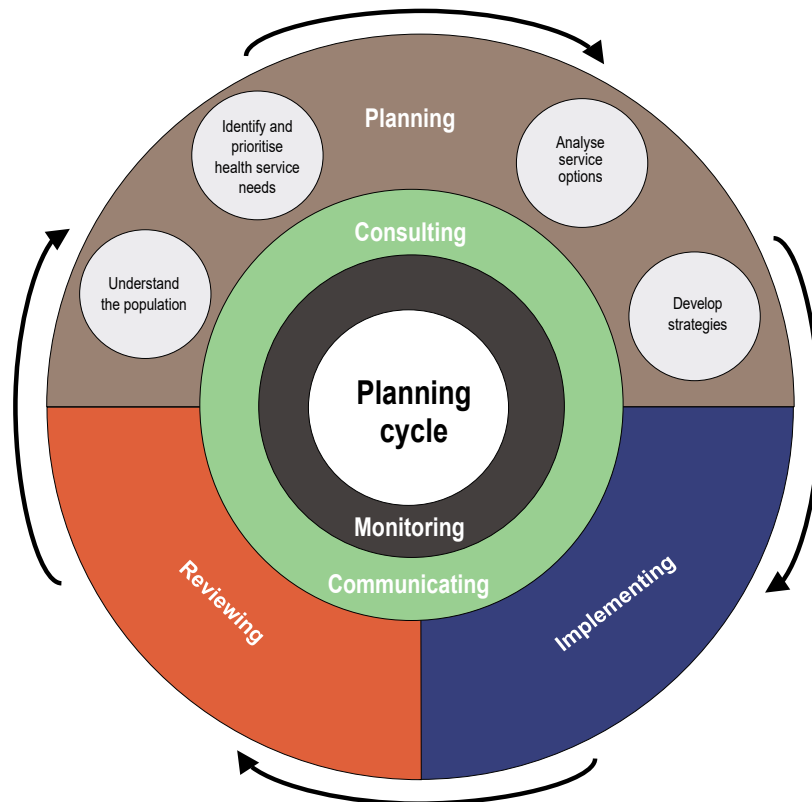 Planning
Identify and
prioritise
health service
needs
Analyse
service
options
Understand
the population
Develop
strategies
Consulting
Planning
cycle
Monitoring
Communicating
Reviewing
Implementing